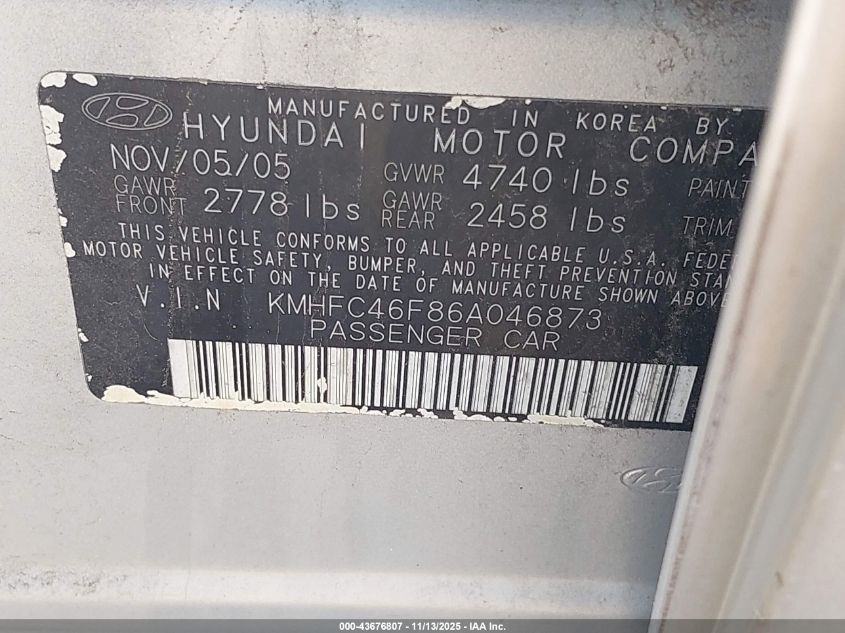 MANUFACTURED IN KOREA BY
HYUNDAI MOTOR COMPA
NOV/05/05 GVWR 4740 lbs PAINT
GAWR FRONT 2778 lbs GAWR REAR 2458 lbs TRIM
THIS VEHICLE CONFORMS TO ALL APPLICABLE U.S.A. FEDE
MOTOR VEHICLE SAFETY, BUMPER, AND THEFT PREVENTION STAN
IN EFFECT ON THE DATE OF MANUFACTURE SHOWN ABOVE
V.I.N KMHFC46F86A046873
PASSENGER CAR
000-43676807 - 11/13/2025 - IAA Inc.